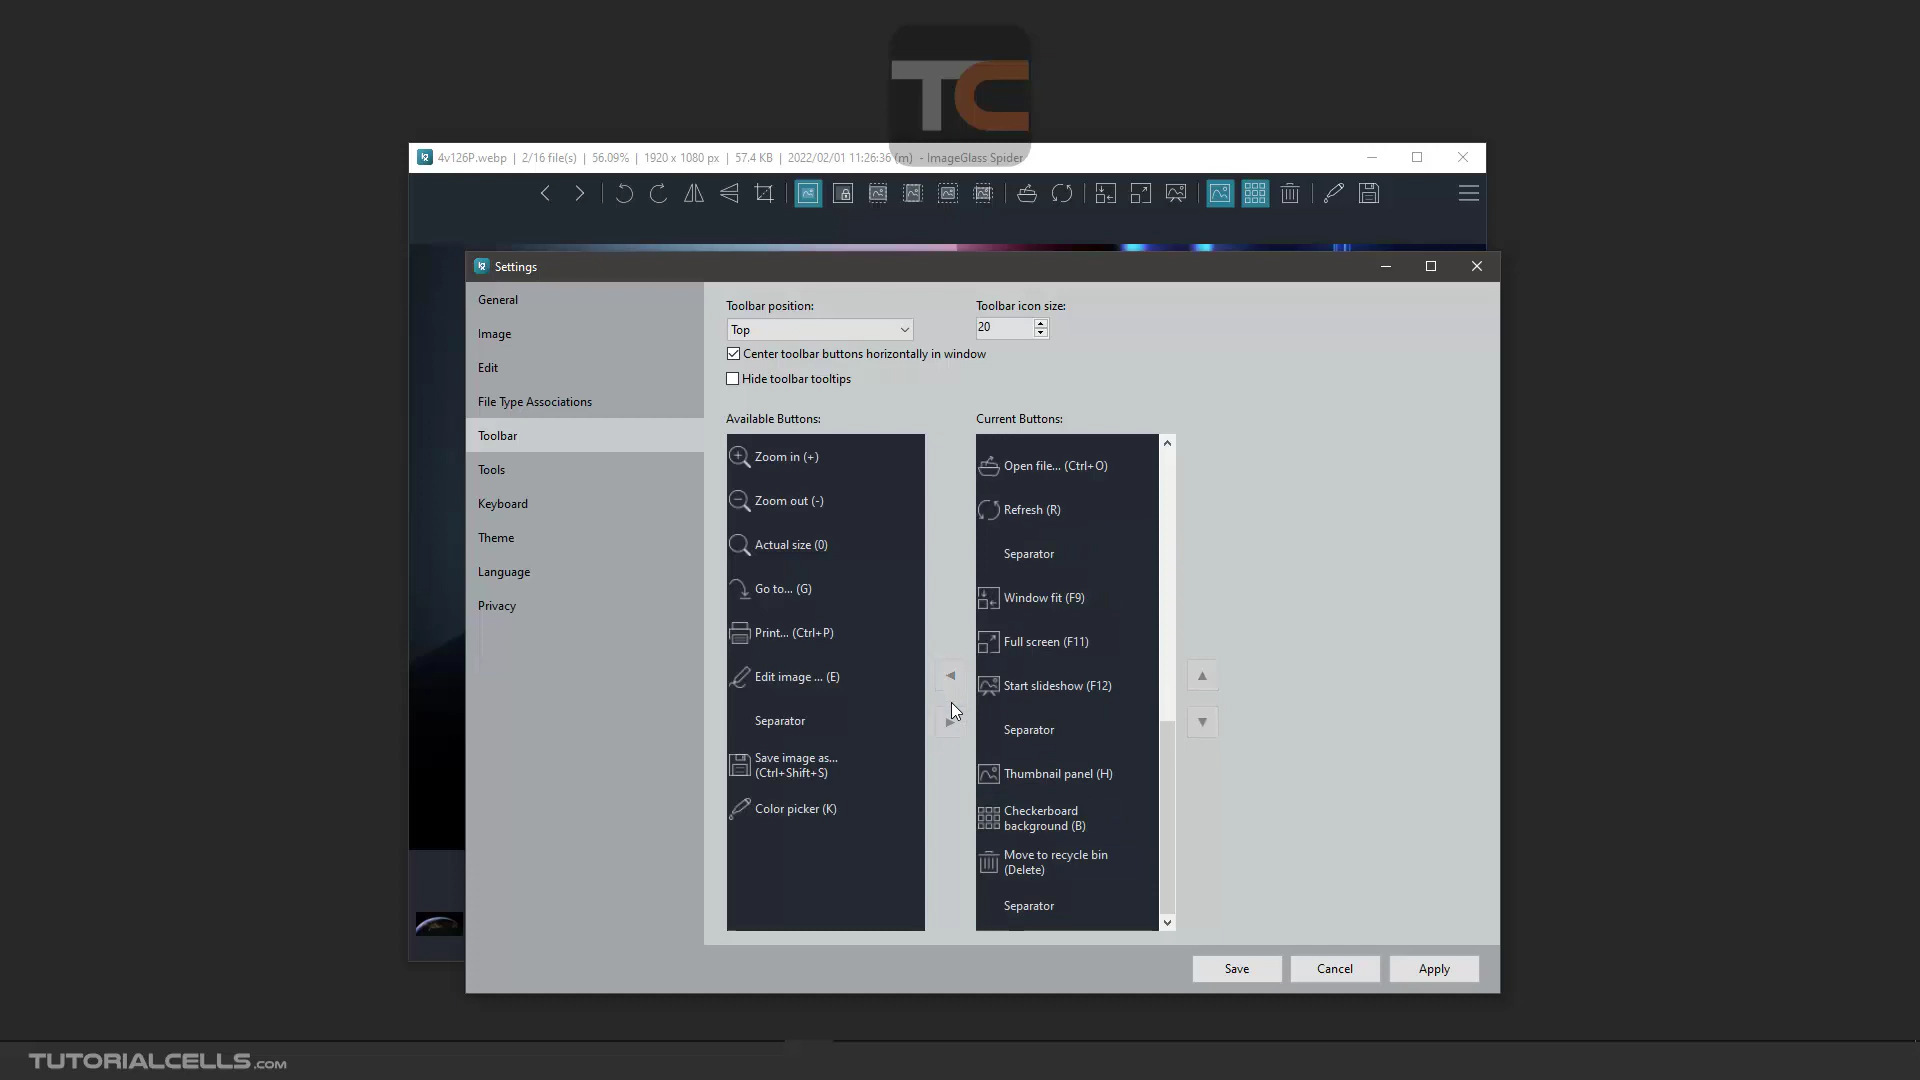 TC
4v126P.webp | 2/16 file(s) | 56.09% | 1920 x 1080 px | 57.4 KB | 2022/02/01 11:26:36 (m) - ImageGlass Spider
Settings
General
Image
Edit
File Type Associations
Toolbar
Tools
Keyboard
Theme
Language
Privacy
Toolbar position:
Toolbar icon size:
Top
20
Center toolbar buttons horizontally in window
Hide toolbar tooltips
Available Buttons:
Zoom in (+)
Zoom out (-)
Actual size (0)
Go to... (G)
Print... (Ctrl+P)
Edit image ... (E)
Separator
Save image as...
(Ctrl+Shift+S)
Color picker (K)
Current Buttons:
Open file... (Ctrl+O)
Refresh (R)
Separator
Window fit (F9)
Full screen (F11)
Start slideshow (F12)
Separator
Thumbnail panel (H)
Checkerboard
background (B)
Move to recycle bin
(Delete)
Separator
Save
Cancel
Apply
TUTORIALCELLS.COM